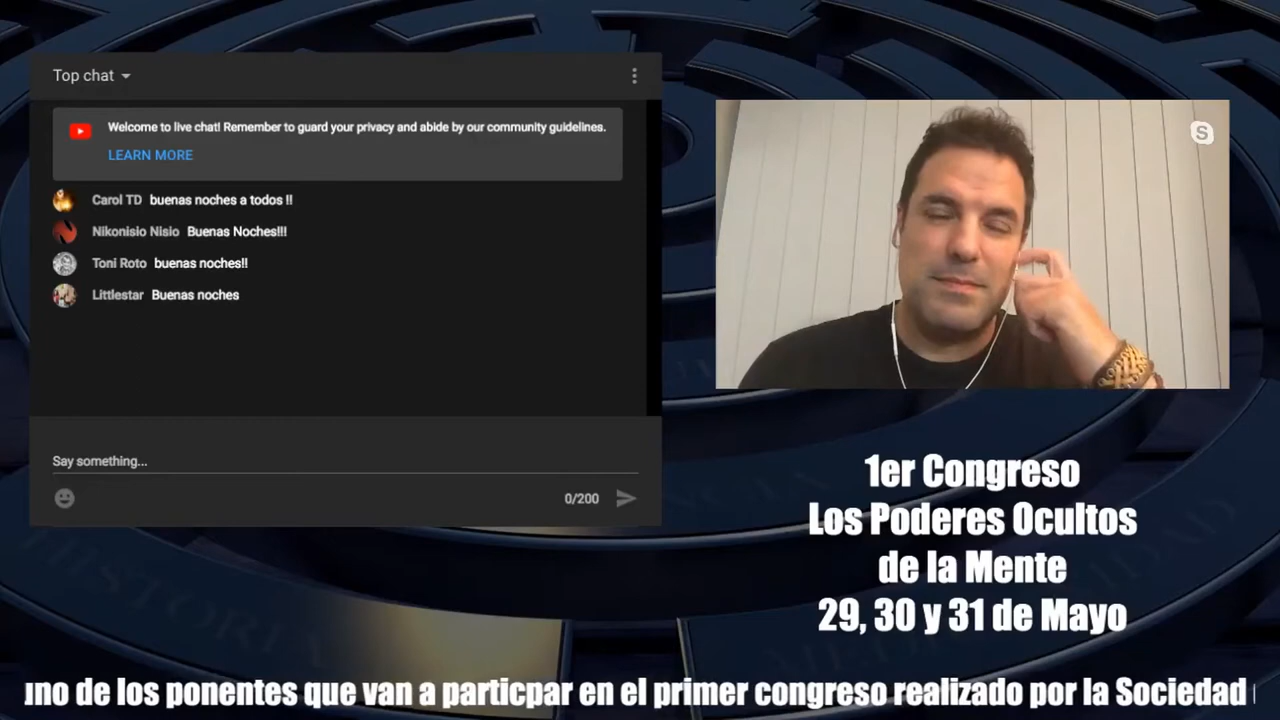 Top chat
Welcome to live chat! Remember to guard your privacy and abide by our community guidelines.
LEARN MORE
Carol TD buenas noches a todos !!
Nikonisio Nisio Buenas Noches!!!
Toni Roto buenas noches!!
Littlestar Buenas noches
Say something...
0/200
1er Congreso
Los Poderes Ocultos
de la Mente
29, 30 y 31 de Mayo
de los ponentes que van a particpar en el primer congreso realizado por la Sociedad